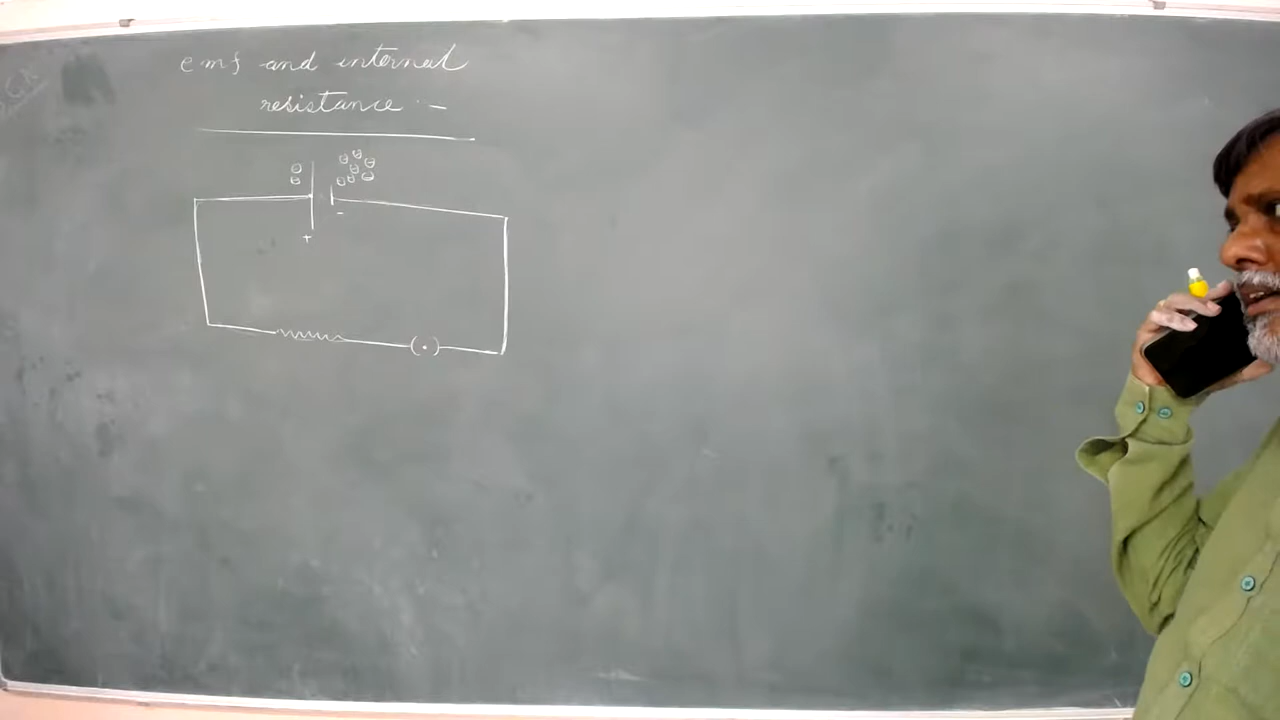 emf and internal
resistance :-
+
-